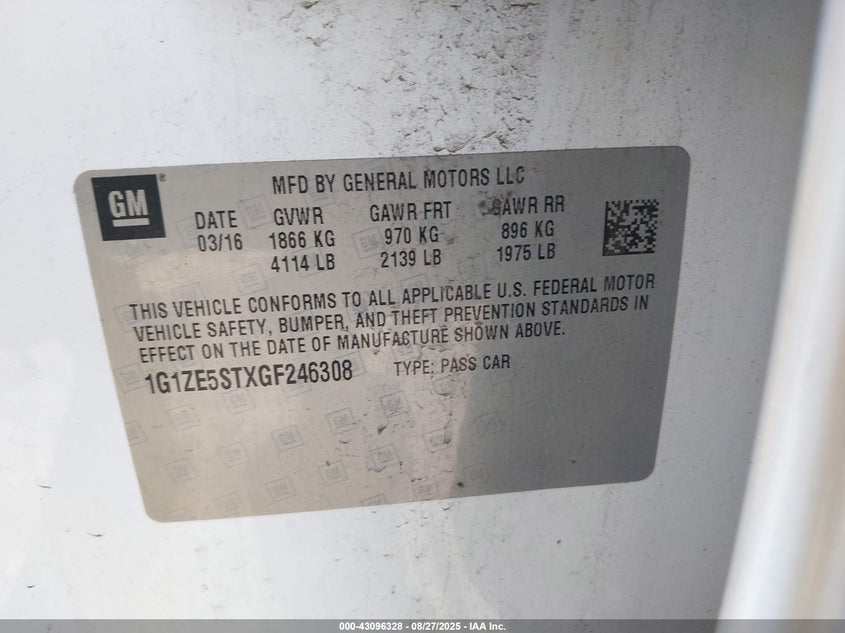 GM
MFD BY GENERAL MOTORS LLC
DATE GVWR GAWR FRT GAWR RR
03/16 1866 KG 970 KG 896 KG
4114 LB 2139 LB 1975 LB
THIS VEHICLE CONFORMS TO ALL APPLICABLE U.S. FEDERAL MOTOR
VEHICLE SAFETY, BUMPER, AND THEFT PREVENTION STANDARDS IN
EFFECT ON THE DATE OF MANUFACTURE SHOWN ABOVE.
1G1ZE5STXGF246308 TYPE: PASS CAR
000-43096328 - 08/27/2025 - IAA Inc.